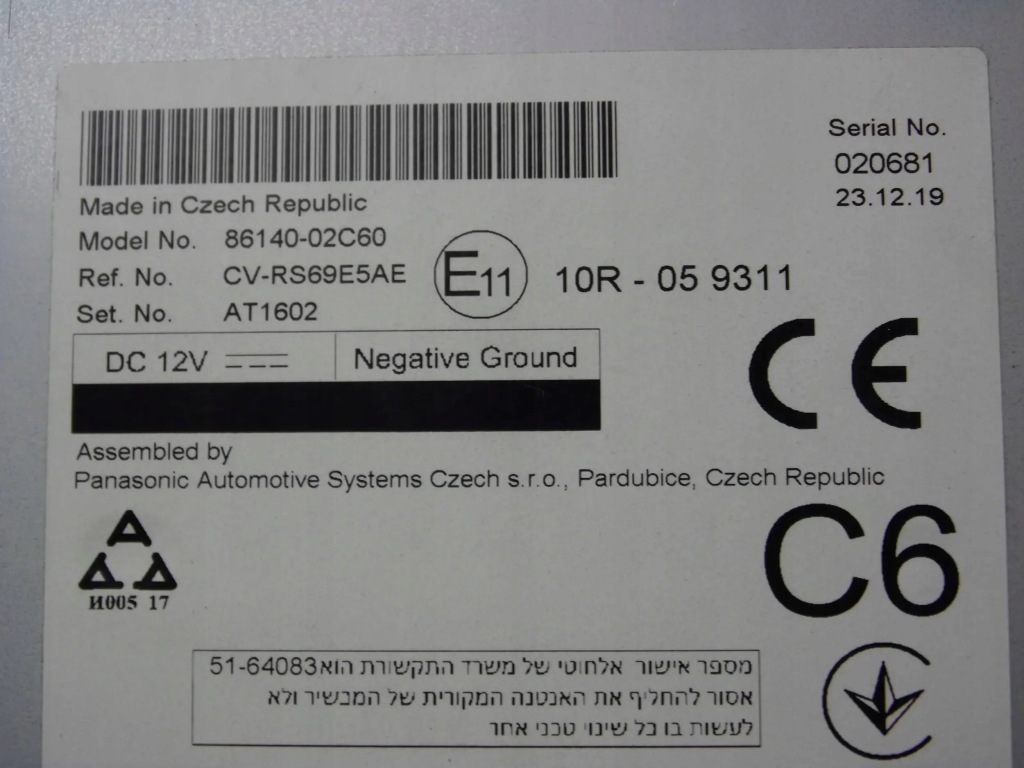 Serial No.
020681
23.12.19
Made in Czech Republic
Model No. 86140-02C60
Ref. No. CV-RS69E5AE
Set. No. AT1602
E11 10R - 05 9311
DC 12V Negative Ground
CE
Assembled by
Panasonic Automotive Systems Czech s.r.o., Pardubice, Czech Republic
И005 17
C6
מספר אישור אלחוטי של משרד התקשורת הוא51-64083
אסור להחליף את האנטנה המקורית של המכשיר ולא
לעשות בו כל שינוי טכני אחר